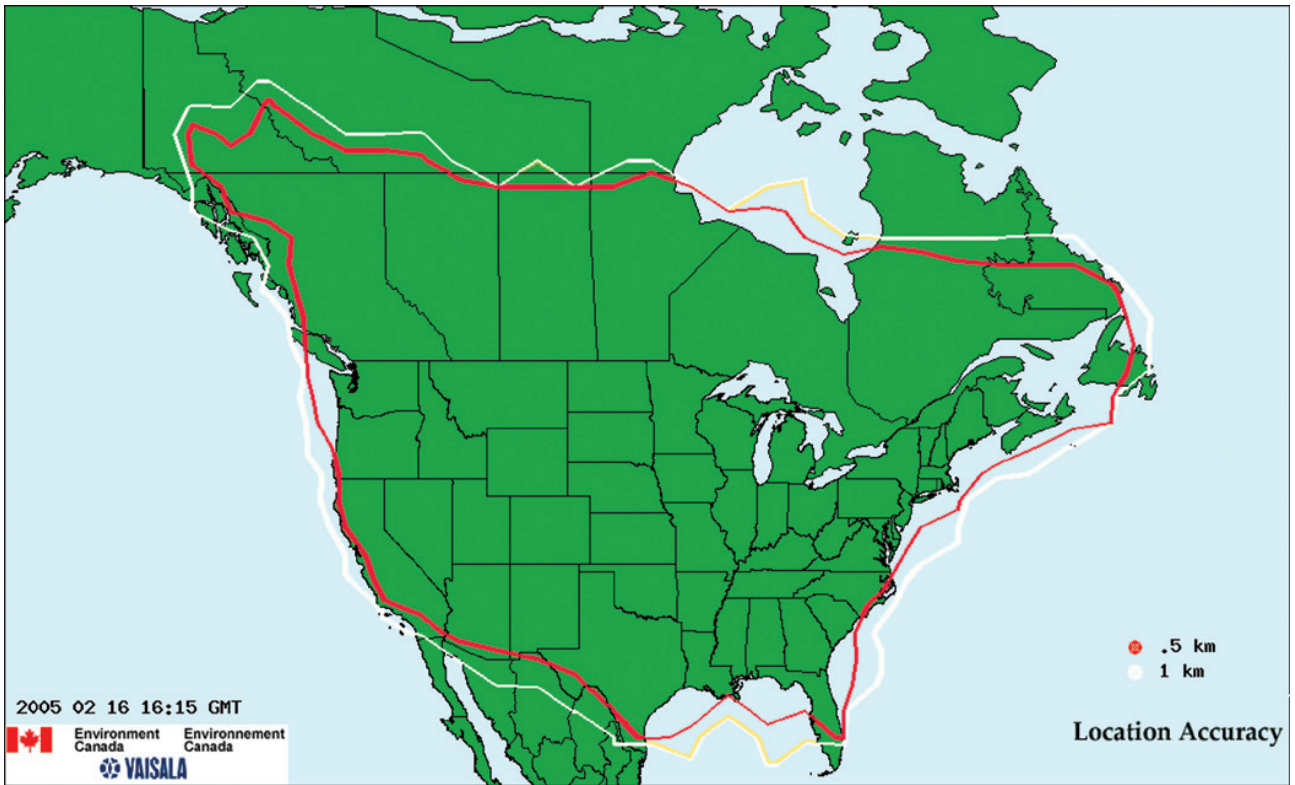 .5 km
1 km
Location Accuracy
2005 02 16 16:15 GMT
Environment Environnement
Canada Canada
VAISALA